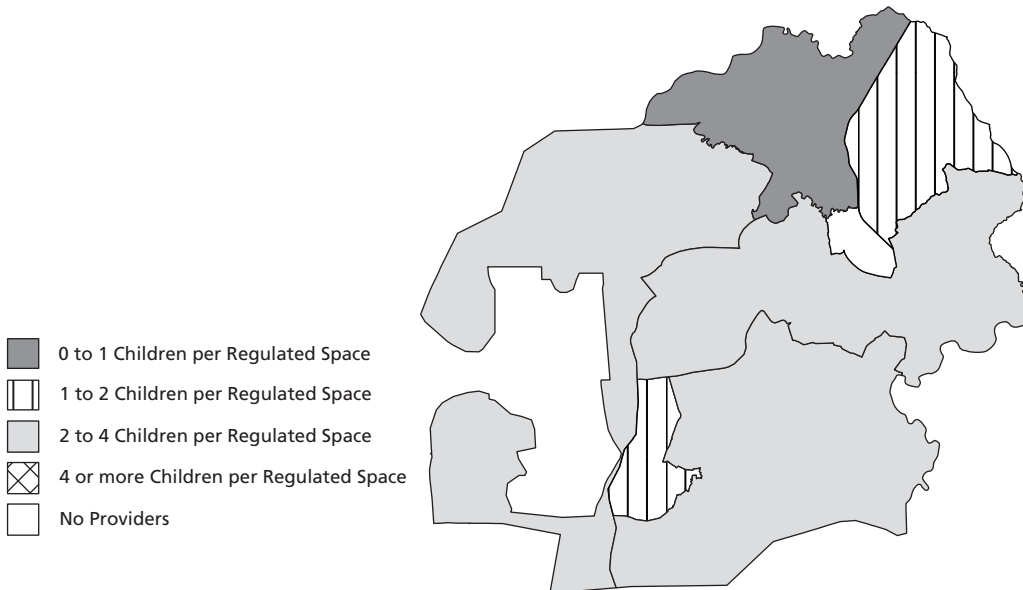 0 to 1 Children per Regulated Space
1 to 2 Children per Regulated Space
2 to 4 Children per Regulated Space
4 or more Children per Regulated Space
No Providers